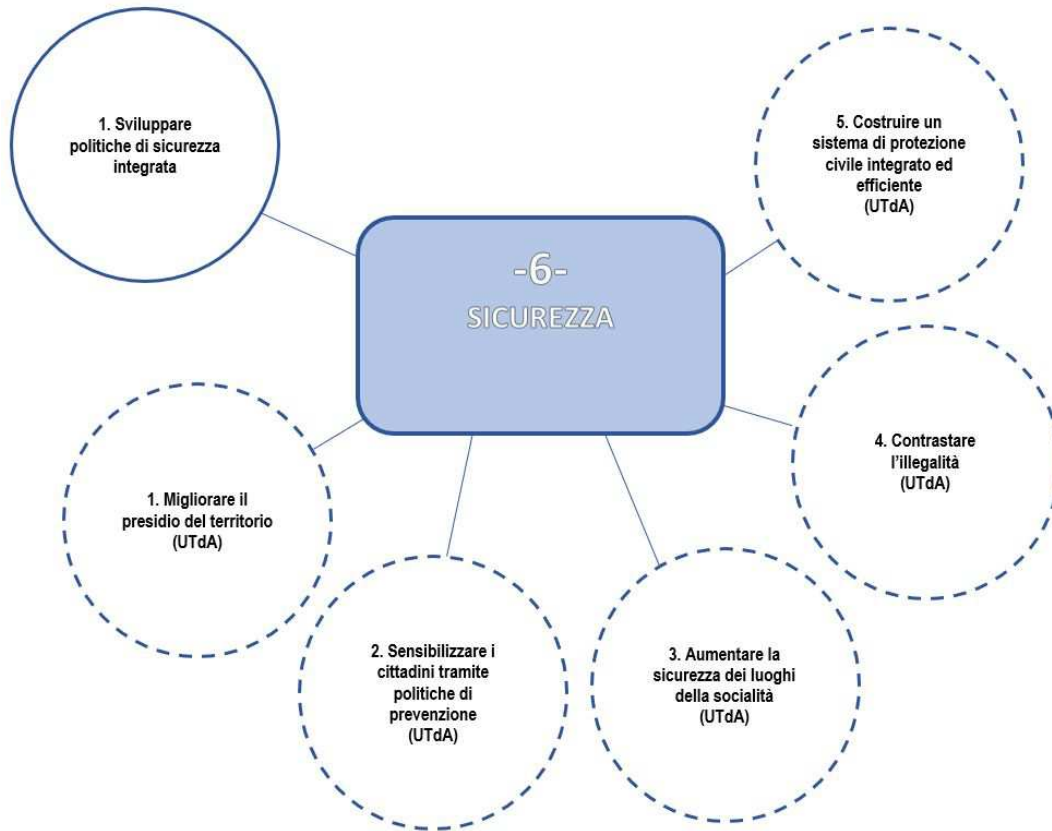 1. Sviluppare
politiche di sicurezza
integrata
5. Costruire un
sistema di protezione
civile integrato ed
efficiente
(UTdA)
-6-
SICUREZZA
4. Contrastare
l'illegalità
(UTdA)
1. Migliorare il
presidio del territorio
(UTdA)
2. Sensibilizzare i
cittadini tramite
politiche di
prevenzione
(UTdA)
3. Aumentare la
sicurezza dei luoghi
della socialità
(UTdA)